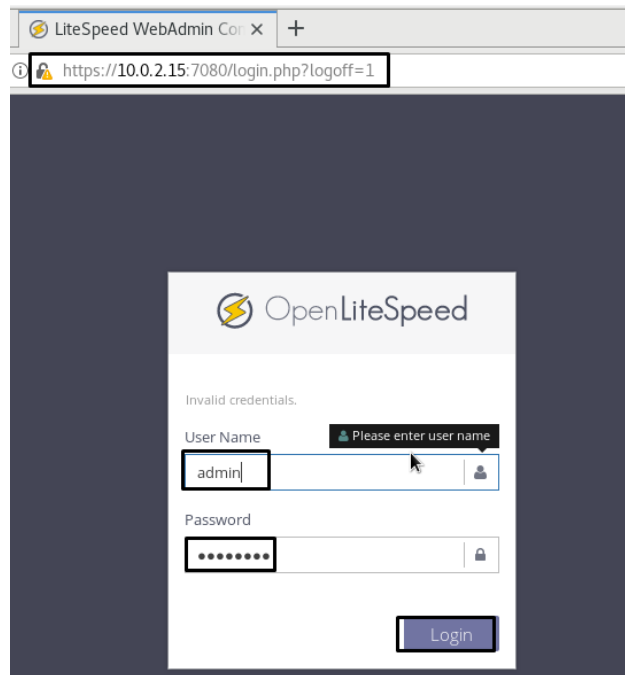 LiteSpeed WebAdmin Con
https://10.0.2.15:7080/login.php?logoff=1
OpenLiteSpeed
Invalid credentials.
User Name
Please enter user name
admin
Password
••••••••
Login